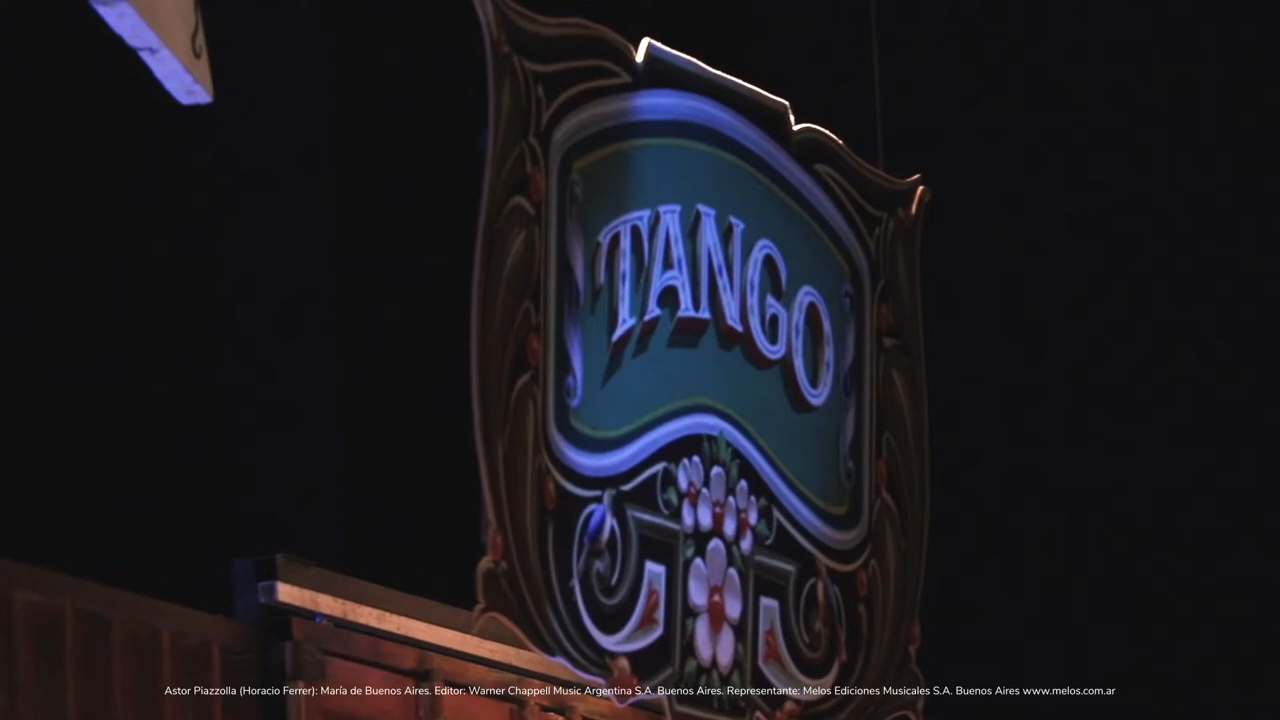 TANGO
Astor Piazzolla (Horacio Ferrer): María de Buenos Aires. Editor: Warner Chappell Music Argentina S.A. Buenos Aires. Representante: Melos Ediciones Musicales S.A. Buenos Aires www.melos.com.ar